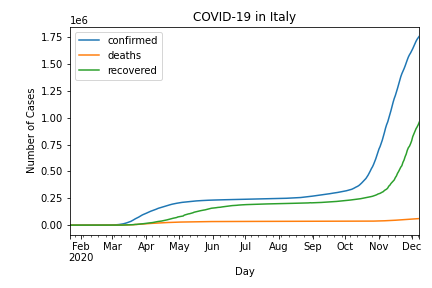 COVID-19 in Italy
1e6
confirmed
deaths
recovered
Number of Cases
1.75
1.50
1.25
1.00
0.75
0.50
0.25
0.00
Feb Mar Apr May Jun Jul Aug Sep Oct Nov Dec
2020
Day